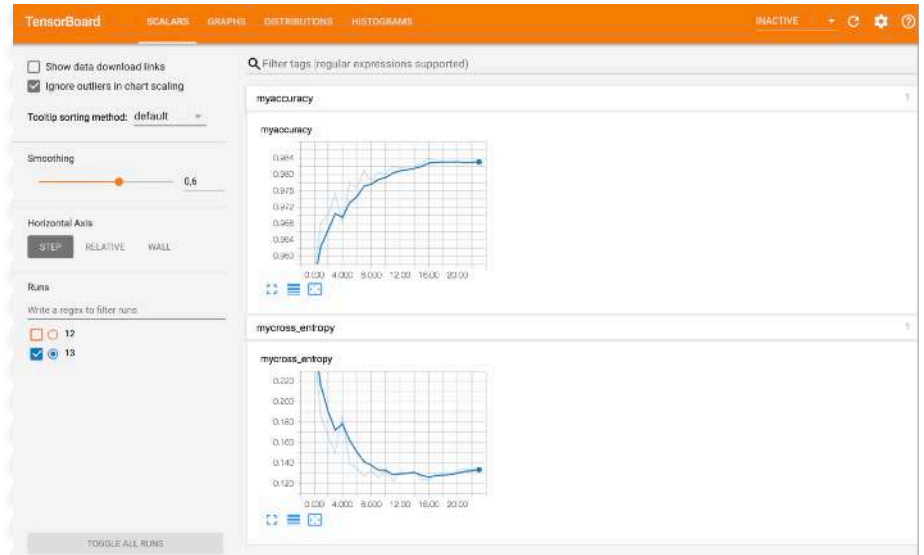 TensorBoard SCALARS GRAPHS DISTRIBUTIONS HISTOGRAMS INACTIVE
Show data download links
Ignore outliers in chart scaling
Tooltip sorting method: default
Smoothing
0,6
Horizontal Axis
STEP RELATIVE WALL
Runs
Write a regex to filter runs
12
13
TOGGLE ALL RUNS
Filter tags (regular expressions supported)
myaccuracy 1
myaccuracy
0.984
0.980
0.976
0.972
0.968
0.964
0.960
0.000 4.000 8.000 12.00 16.00 20.00
mycross_entropy 1
mycross_entropy
0.220
0.200
0.180
0.160
0.140
0.120
0.000 4.000 8.000 12.00 16.00 20.00